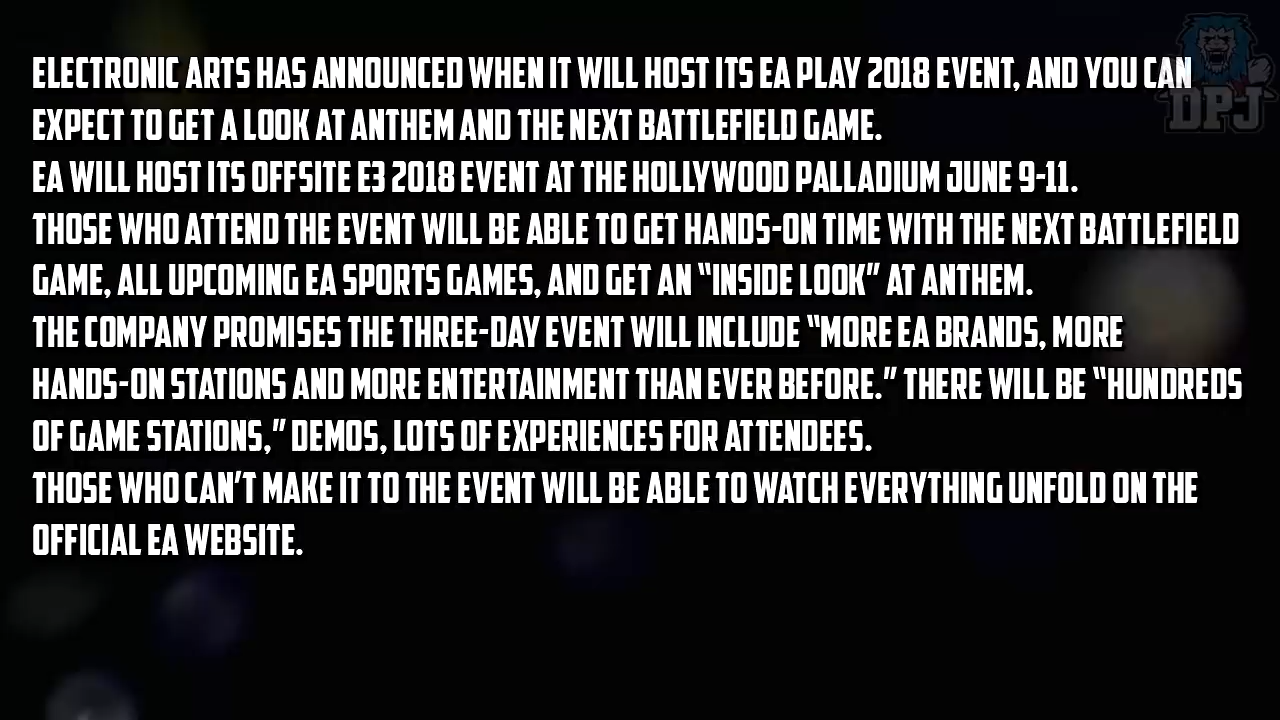 ELECTRONIC ARTS HAS ANNOUNCED WHEN IT WILL HOST ITS EA PLAY 2018 EVENT, AND YOU CAN
EXPECT TO GET A LOOK AT ANTHEM AND THE NEXT BATTLEFIELD GAME.
EA WILL HOST ITS OFFSITE E3 2018 EVENT AT THE HOLLYWOOD PALLADIUM JUNE 9-11.
THOSE WHO ATTEND THE EVENT WILL BE ABLE TO GET HANDS-ON TIME WITH THE NEXT BATTLEFIELD
GAME, ALL UPCOMING EA SPORTS GAMES, AND GET AN “INSIDE LOOK” AT ANTHEM.
THE COMPANY PROMISES THE THREE-DAY EVENT WILL INCLUDE “MORE EA BRANDS, MORE
HANDS-ON STATIONS AND MORE ENTERTAINMENT THAN EVER BEFORE.” THERE WILL BE “HUNDREDS
OF GAME STATIONS,” DEMOS, LOTS OF EXPERIENCES FOR ATTENDEES.
THOSE WHO CAN’T MAKE IT TO THE EVENT WILL BE ABLE TO WATCH EVERYTHING UNFOLD ON THE
OFFICIAL EA WEBSITE.
DPJ